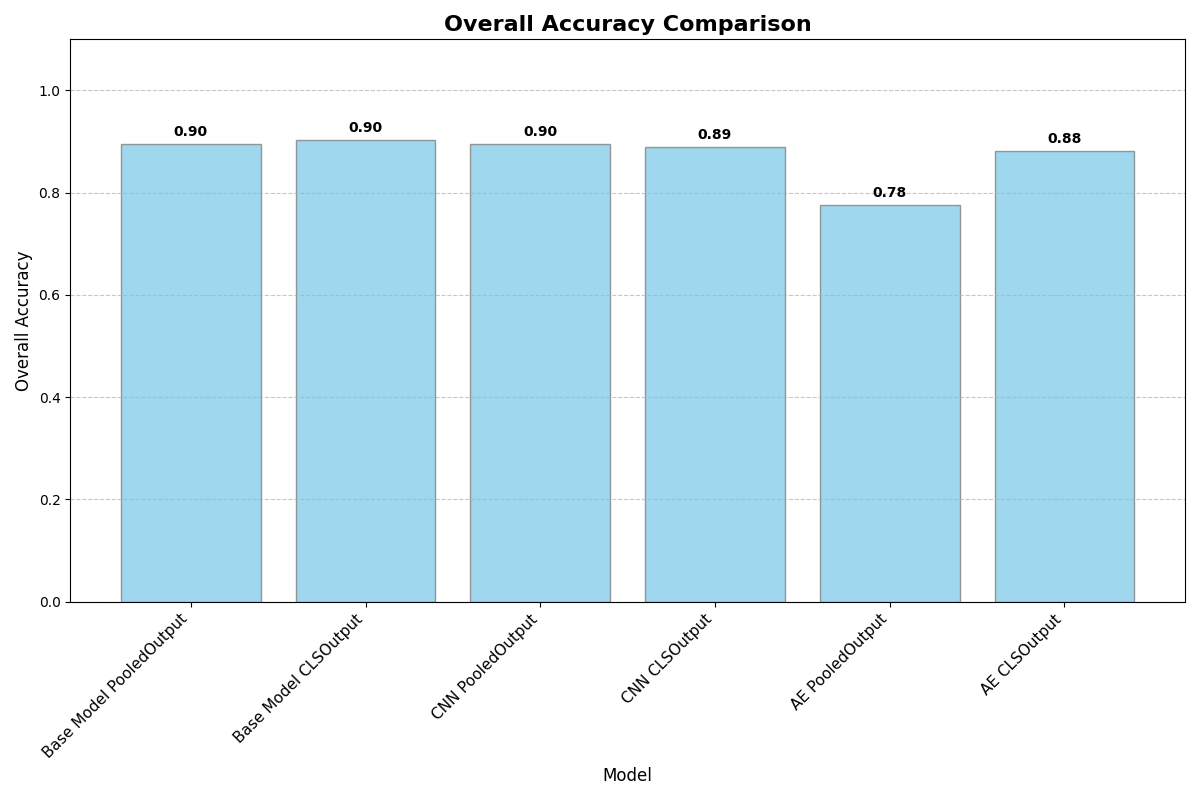 Overall Accuracy Comparison
Overall Accuracy
1.0
0.8
0.6
0.4
0.2
0.0
0.90
0.90
0.90
0.89
0.78
0.88
Base Model PooledOutput
Base Model CLSOutput
CNN PooledOutput
CNN CLSOutput
AE PooledOutput
AE CLSOutput
Model